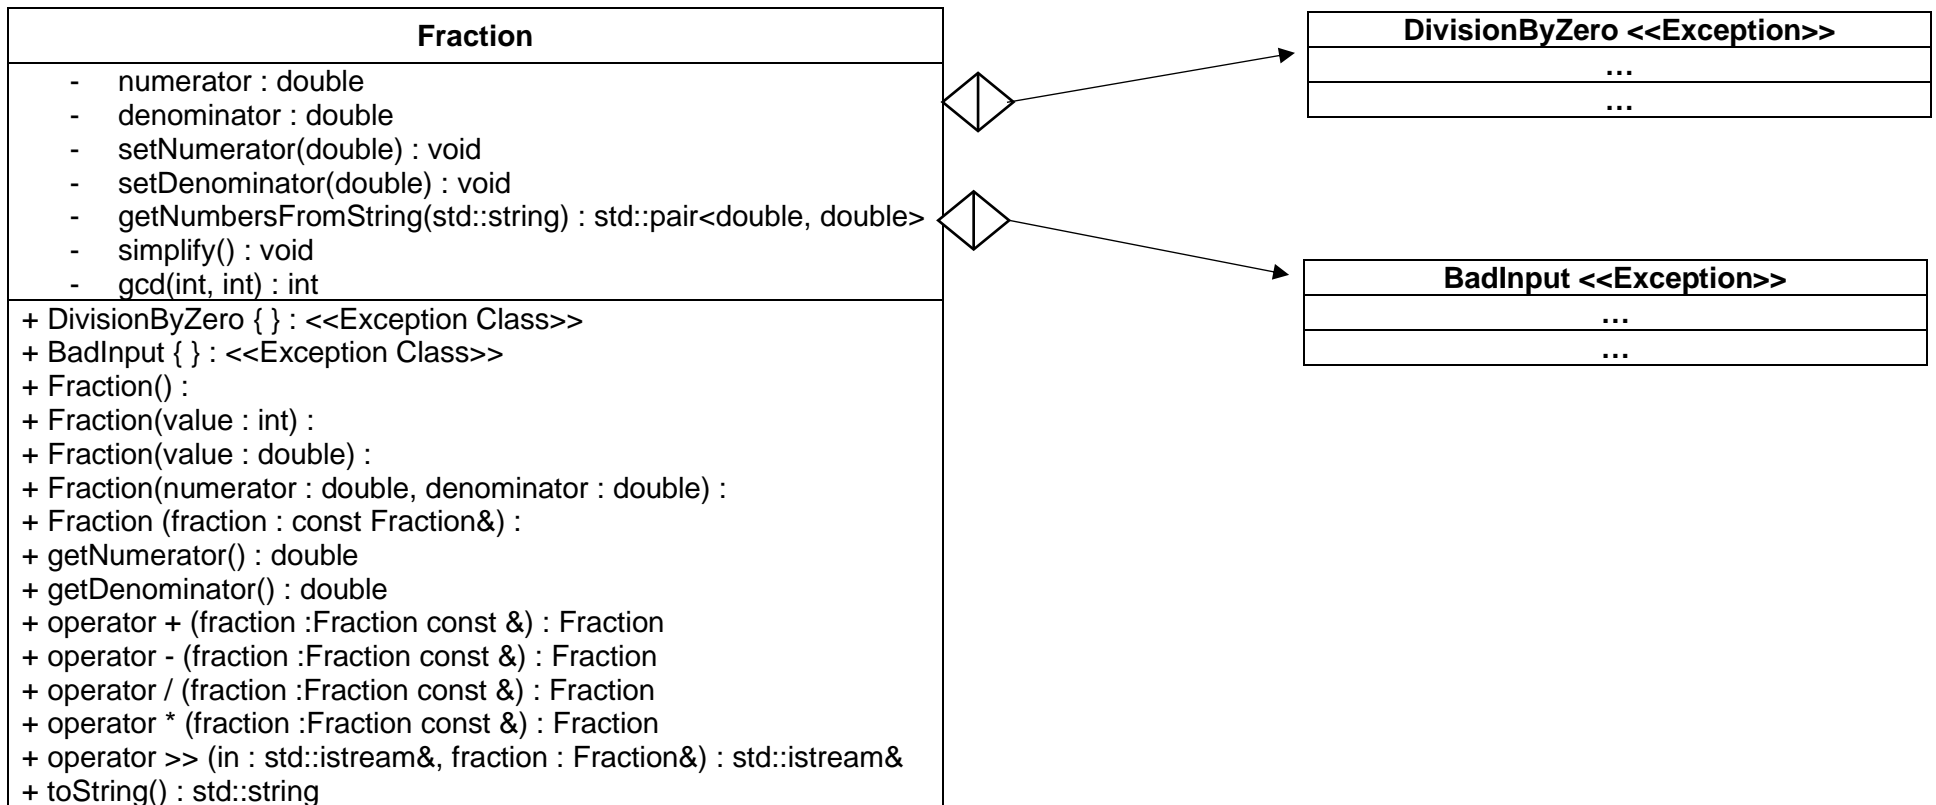 Fraction
- numerator : double
- denominator : double
- setNumerator(double) : void
- setDenominator(double) : void
- getNumbersFromString(std::string) : std::pair<double, double>
- simplify() : void
- gcd(int, int) : int
+ DivisionByZero { } : <<Exception Class>>
+ BadInput { } : <<Exception Class>>
+ Fraction() :
+ Fraction(value : int) :
+ Fraction(value : double) :
+ Fraction(numerator : double, denominator : double) :
+ Fraction (fraction : const Fraction&) :
+ getNumerator() : double
+ getDenominator() : double
+ operator + (fraction :Fraction const &) : Fraction
+ operator - (fraction :Fraction const &) : Fraction
+ operator / (fraction :Fraction const &) : Fraction
+ operator * (fraction :Fraction const &) : Fraction
+ operator >> (in : std::istream&, fraction : Fraction&) : std::istream&
+ toString() : std::string
DivisionByZero <<Exception>>
...
...
BadInput <<Exception>>
...
...